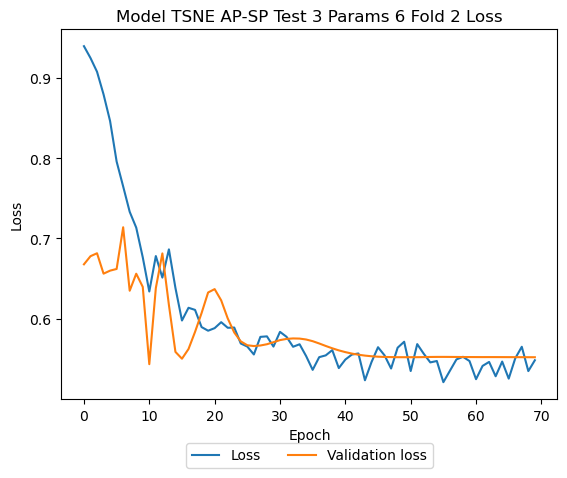 Model TSNE AP-SP Test 3 Params 6 Fold 2 Loss
0.9
0.8
0.7
0.6
Loss
0 10 20 30 40 50 60 70
Epoch
Loss Validation loss